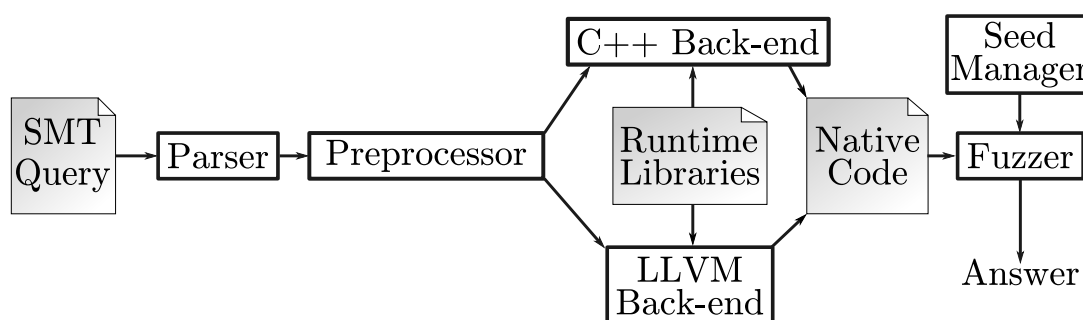 SMT
Query
Parser
Preprocessor
C++ Back-end
Runtime
Libraries
LLVM
Back-end
Native
Code
Seed
Manager
Fuzzer
Answer